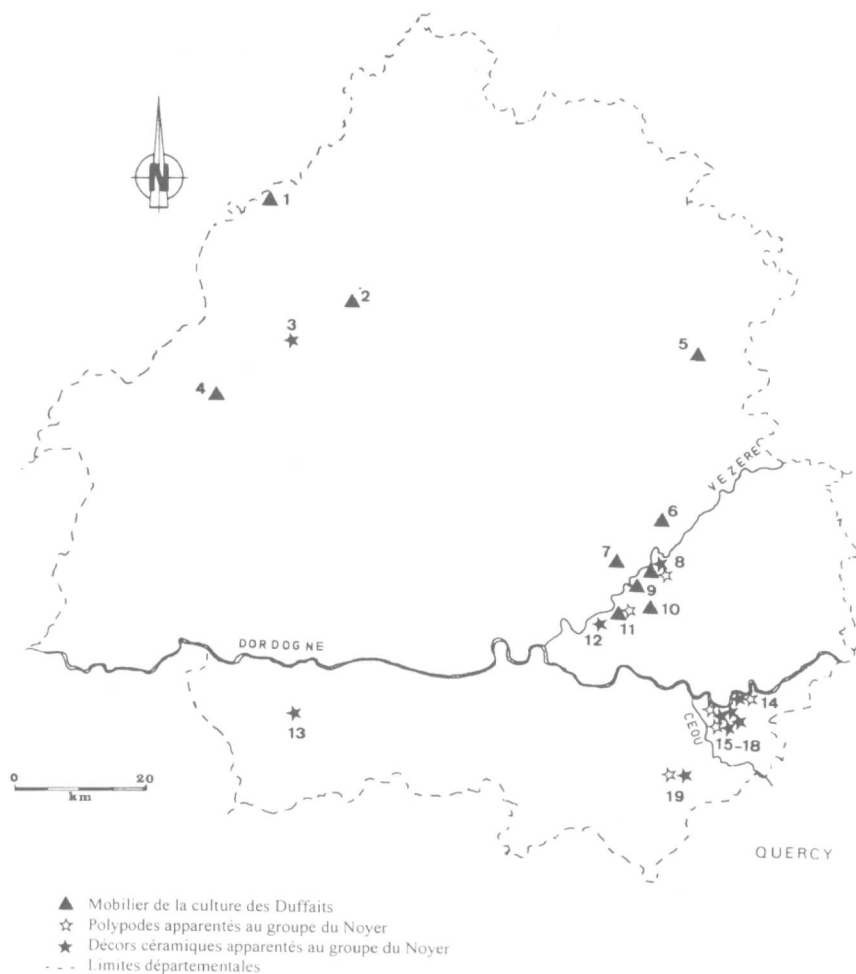 N
1
2
3
4
5
VEZERE
6
7
8
9
10
11
12
DORDOGNE
13
14
CEOU
15-18
0 20
km
19
QUERCY
Mobilier de la culture des Duffaits
Polypodes apparentés au groupe du Noyer
Décors céramiques apparentés au groupe du Noyer
Limites départementales